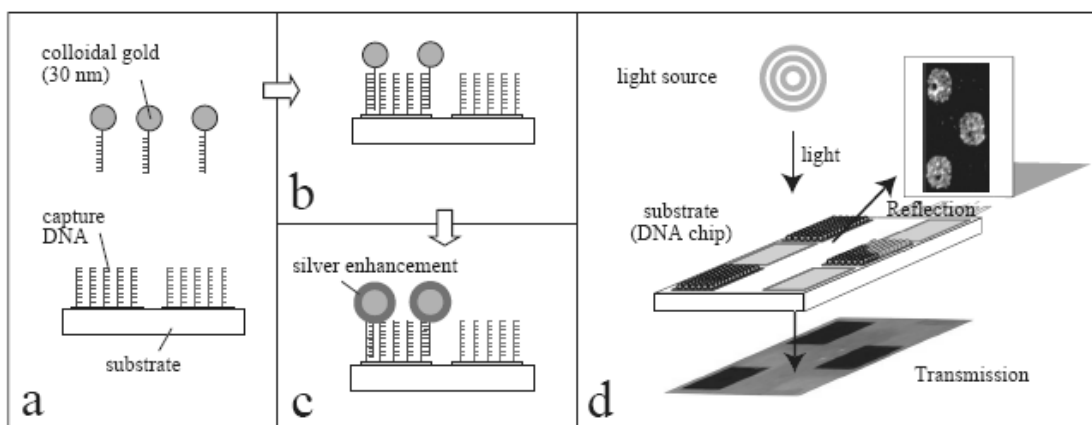 colloidal gold
(30 nm)
capture
DNA
substrate
a
b
silver enhancement
c
light source
light
substrate
(DNA chip)
Reflection
Transmission
d